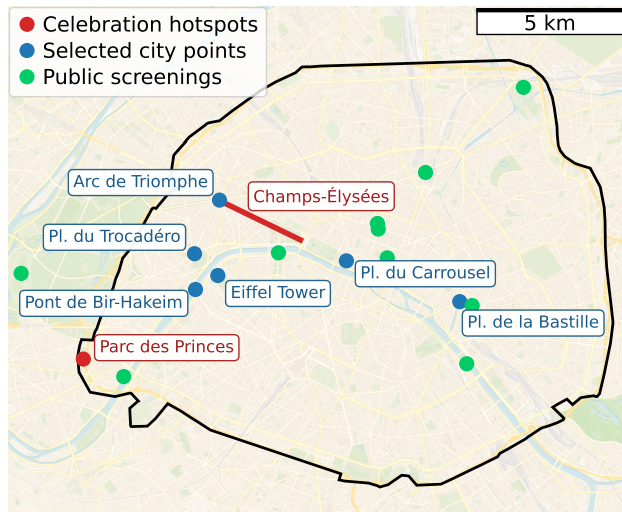 Celebration hotspots
Selected city points
Public screenings
5 km
Arc de Triomphe
Champs-Élysées
Pl. du Trocadéro
Pl. du Carrousel
Pont de Bir-Hakeim
Eiffel Tower
Pl. de la Bastille
Parc des Princes